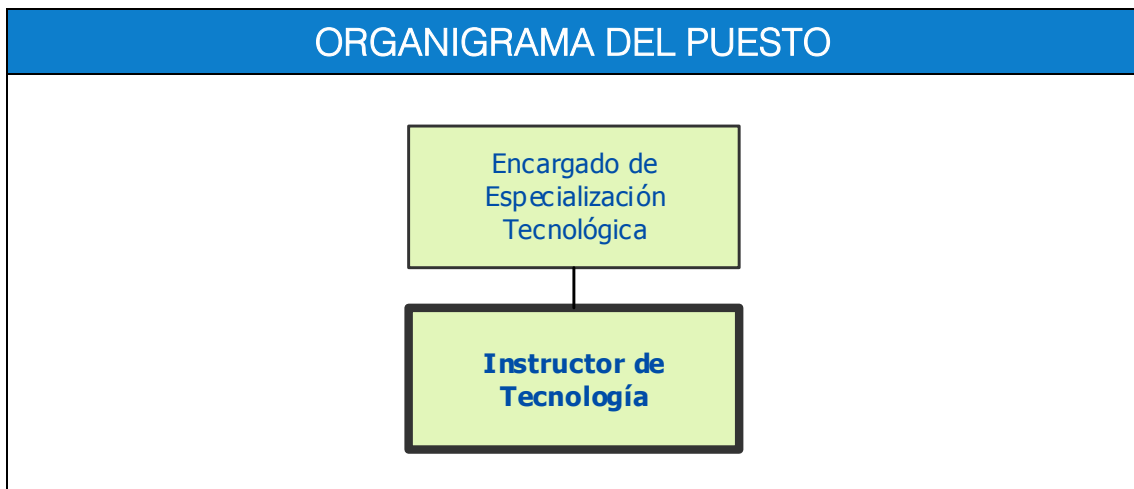 ORGANIGRAMA DEL PUESTO
Encargado de
Especialización
Tecnológica
Instructor de
Tecnología